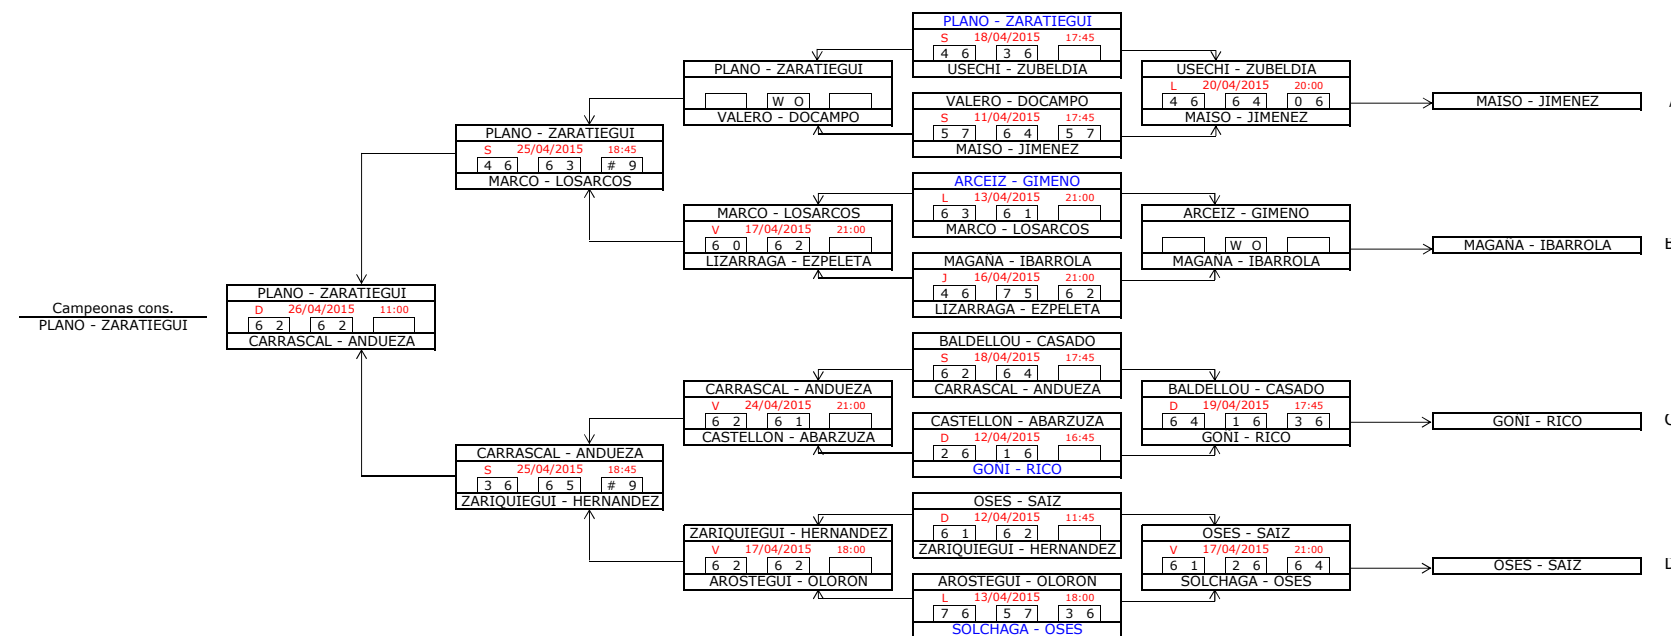 PLANO - ZARATIEGUI
S 18/04/2015 17:45
4 6 3 6
USECHI - ZUBELDIA
PLANO - ZARATIEGUI
W O
VALERO - DOCAMPO
USECHI - ZUBELDIA
L 20/04/2015 20:00
4 6 6 4 0 6
MAISO - JIMENEZ
VALERO - DOCAMPO
S 11/04/2015 17:45
5 7 6 4 5 7
MAISO - JIMENEZ
MAISO - JIMENEZ
PLANO - ZARATIEGUI
S 25/04/2015 18:45
4 6 6 3 # 9
MARCO - LOSARCOS
ARCEIZ - GIMENO
L 13/04/2015 21:00
6 3 6 1
MARCO - LOSARCOS
MARCO - LOSARCOS
V 17/04/2015 21:00
6 0 6 2
LIZARRAGA - EZPELETA
ARCEIZ - GIMENO
W O
MAGAÑA - IBARROLA
MAGAÑA - IBARROLA
MAGAÑA - IBARROLA
J 16/04/2015 21:00
4 6 7 5 6 2
LIZARRAGA - EZPELETA
Campeonas cons.
PLANO - ZARATIEGUI
PLANO - ZARATIEGUI
D 26/04/2015 11:00
6 2 6 2
CARRASCAL - ANDUEZA
BALDELLOU - CASADO
S 18/04/2015 17:45
6 2 6 4
CARRASCAL - ANDUEZA
CARRASCAL - ANDUEZA
V 24/04/2015 21:00
6 2 6 1
CASTELLON - ABARZUZA
BALDELLOU - CASADO
D 19/04/2015 17:45
6 4 1 6 3 6
GOÑI - RICO
GOÑI - RICO
CASTELLON - ABARZUZA
D 12/04/2015 16:45
2 6 1 6
GOÑI - RICO
CARRASCAL - ANDUEZA
S 25/04/2015 18:45
3 6 6 5 # 9
ZARIQUIEGUI - HERNANDEZ
OSES - SAIZ
D 12/04/2015 11:45
6 1 6 2
ZARIQUIEGUI - HERNANDEZ
ZARIQUIEGUI - HERNANDEZ
V 17/04/2015 18:00
6 2 6 2
AROSTEGUI - OLORON
OSES - SAIZ
V 17/04/2015 21:00
6 1 2 6 6 4
SOLCHAGA - OSES
OSES - SAIZ
AROSTEGUI - OLORON
L 13/04/2015 18:00
7 6 5 7 3 6
SOLCHAGA - OSES